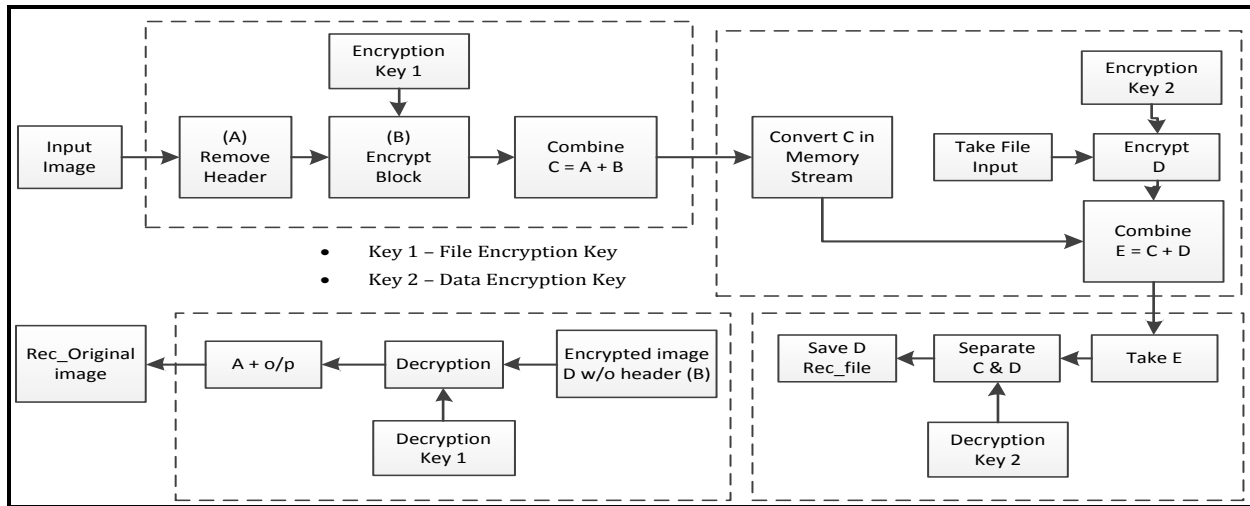 Input
Image
(A)
Remove
Header
Encryption
Key 1
(B)
Encrypt
Block
Combine
C = A + B
Convert C in
Memory
Stream
Take File
Input
Encryption
Key 2
Encrypt
D
Combine
E = C + D
• Key 1 – File Encryption Key
• Key 2 – Data Encryption Key
Take E
Separate
C & D
Decryption
Key 2
Save D
Rec_file
Encrypted image
D w/o header (B)
Decryption
Decryption
Key 1
A + o/p
Rec_Original
image